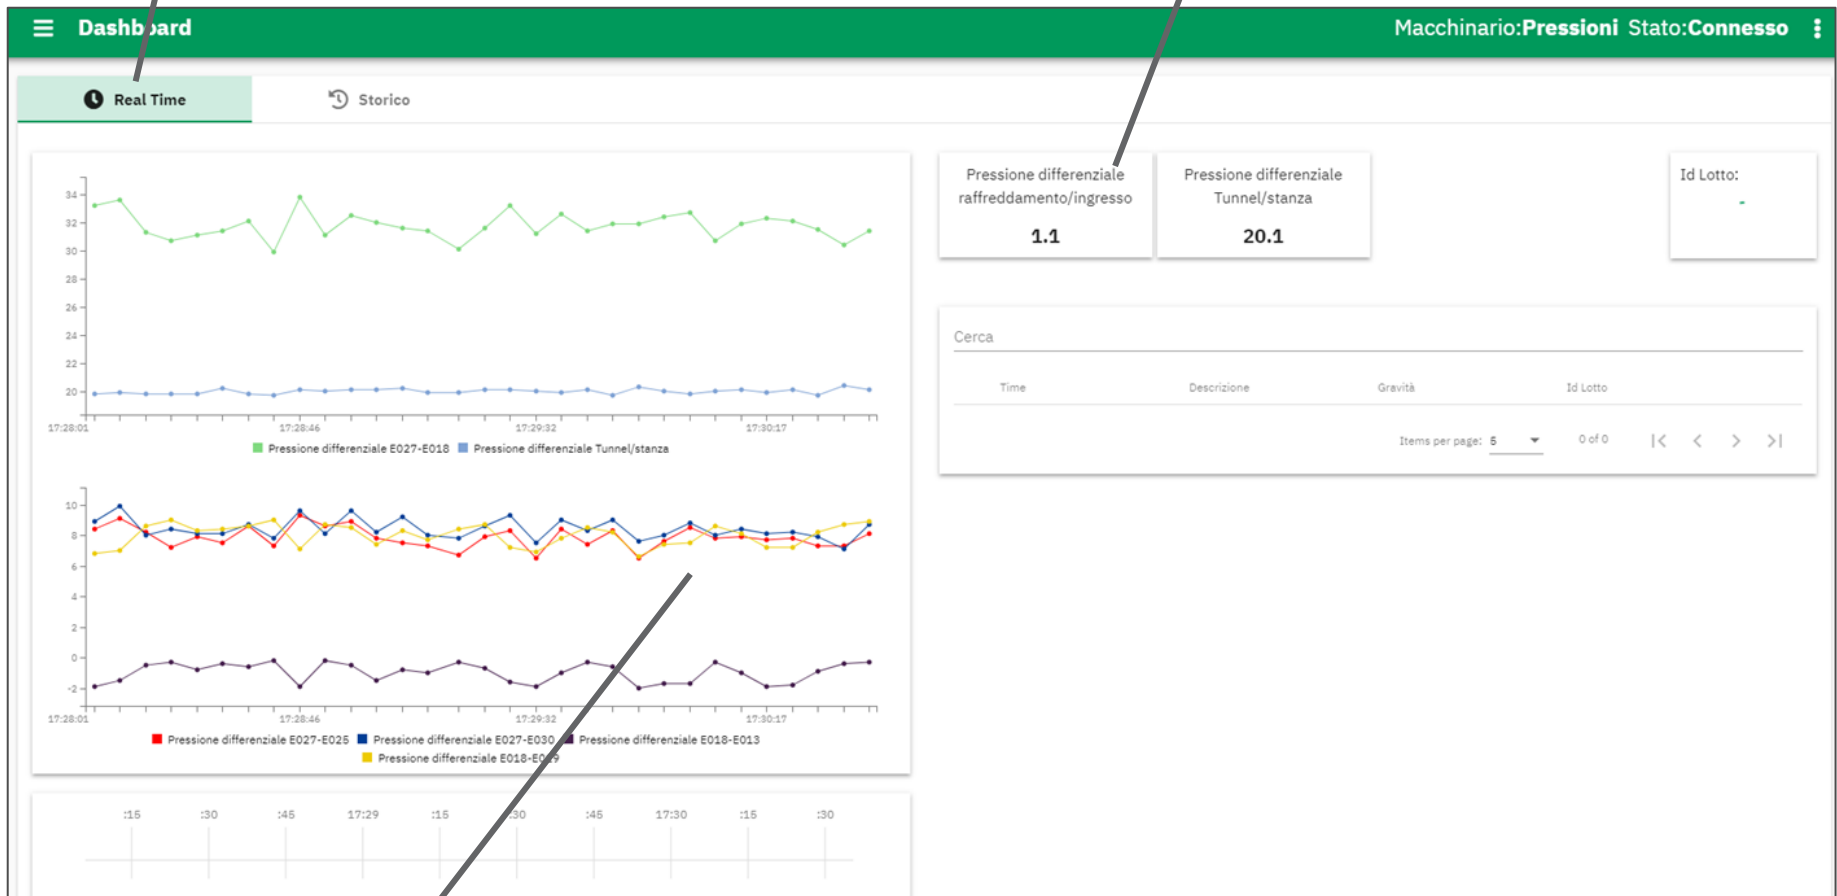 Dashboard
Macchinario:Pressioni Stato:Connesso
Real Time
Storico
34
32
30
28
26
24
22
20
17:28:01
17:28:46
17:29:32
17:30:17
Pressione differenziale E027-E018
Pressione differenziale Tunnel/stanza
10
8
6
4
2
0
-2
17:28:01
17:28:46
17:29:32
17:30:17
Pressione differenziale E027-E025
Pressione differenziale E027-E030
Pressione differenziale E018-E013
Pressione differenziale
:15
:30
:45
17:29
:15
:30
:45
17:30
:15
:30
Pressione differenziale
raffreddamento/ingresso
1.1
Pressione differenziale
Tunnel/stanza
20.1
Id Lotto:
-
Cerca
Time
Descrizione
Gravità
Id Lotto
Items per page: 5
0 of 0